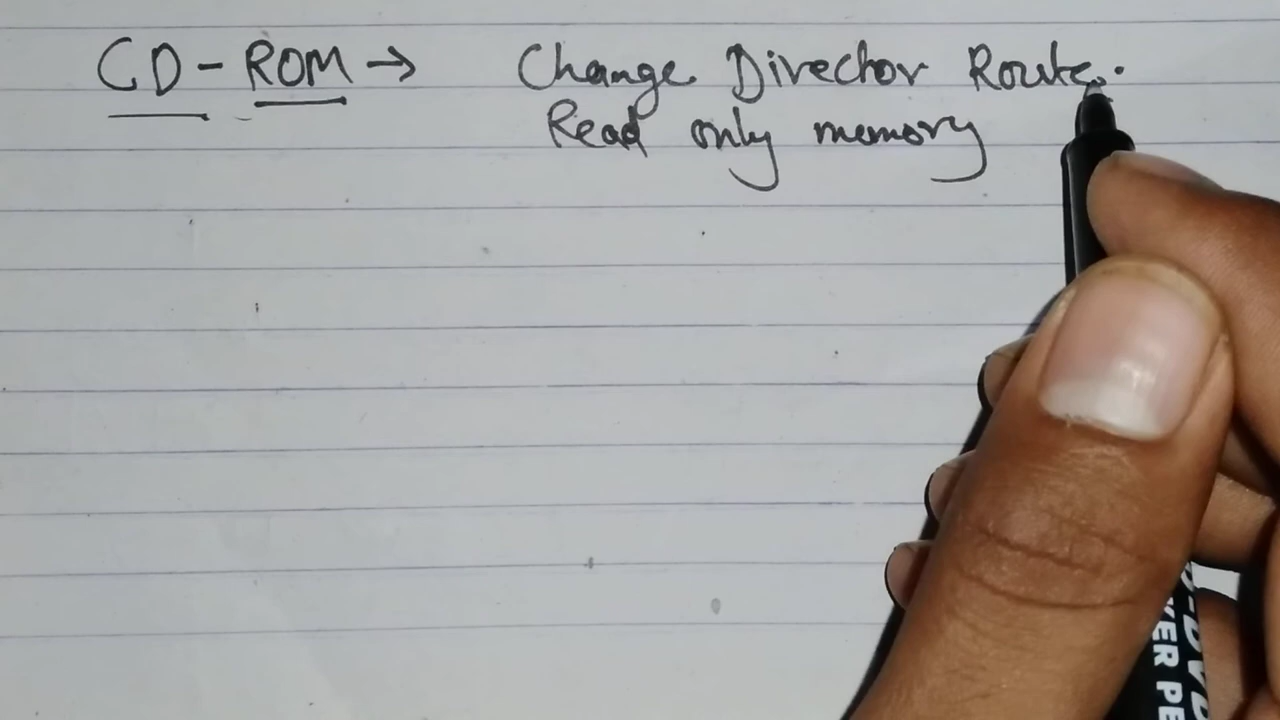 CD-ROM → Change Director Route.
Read only memory